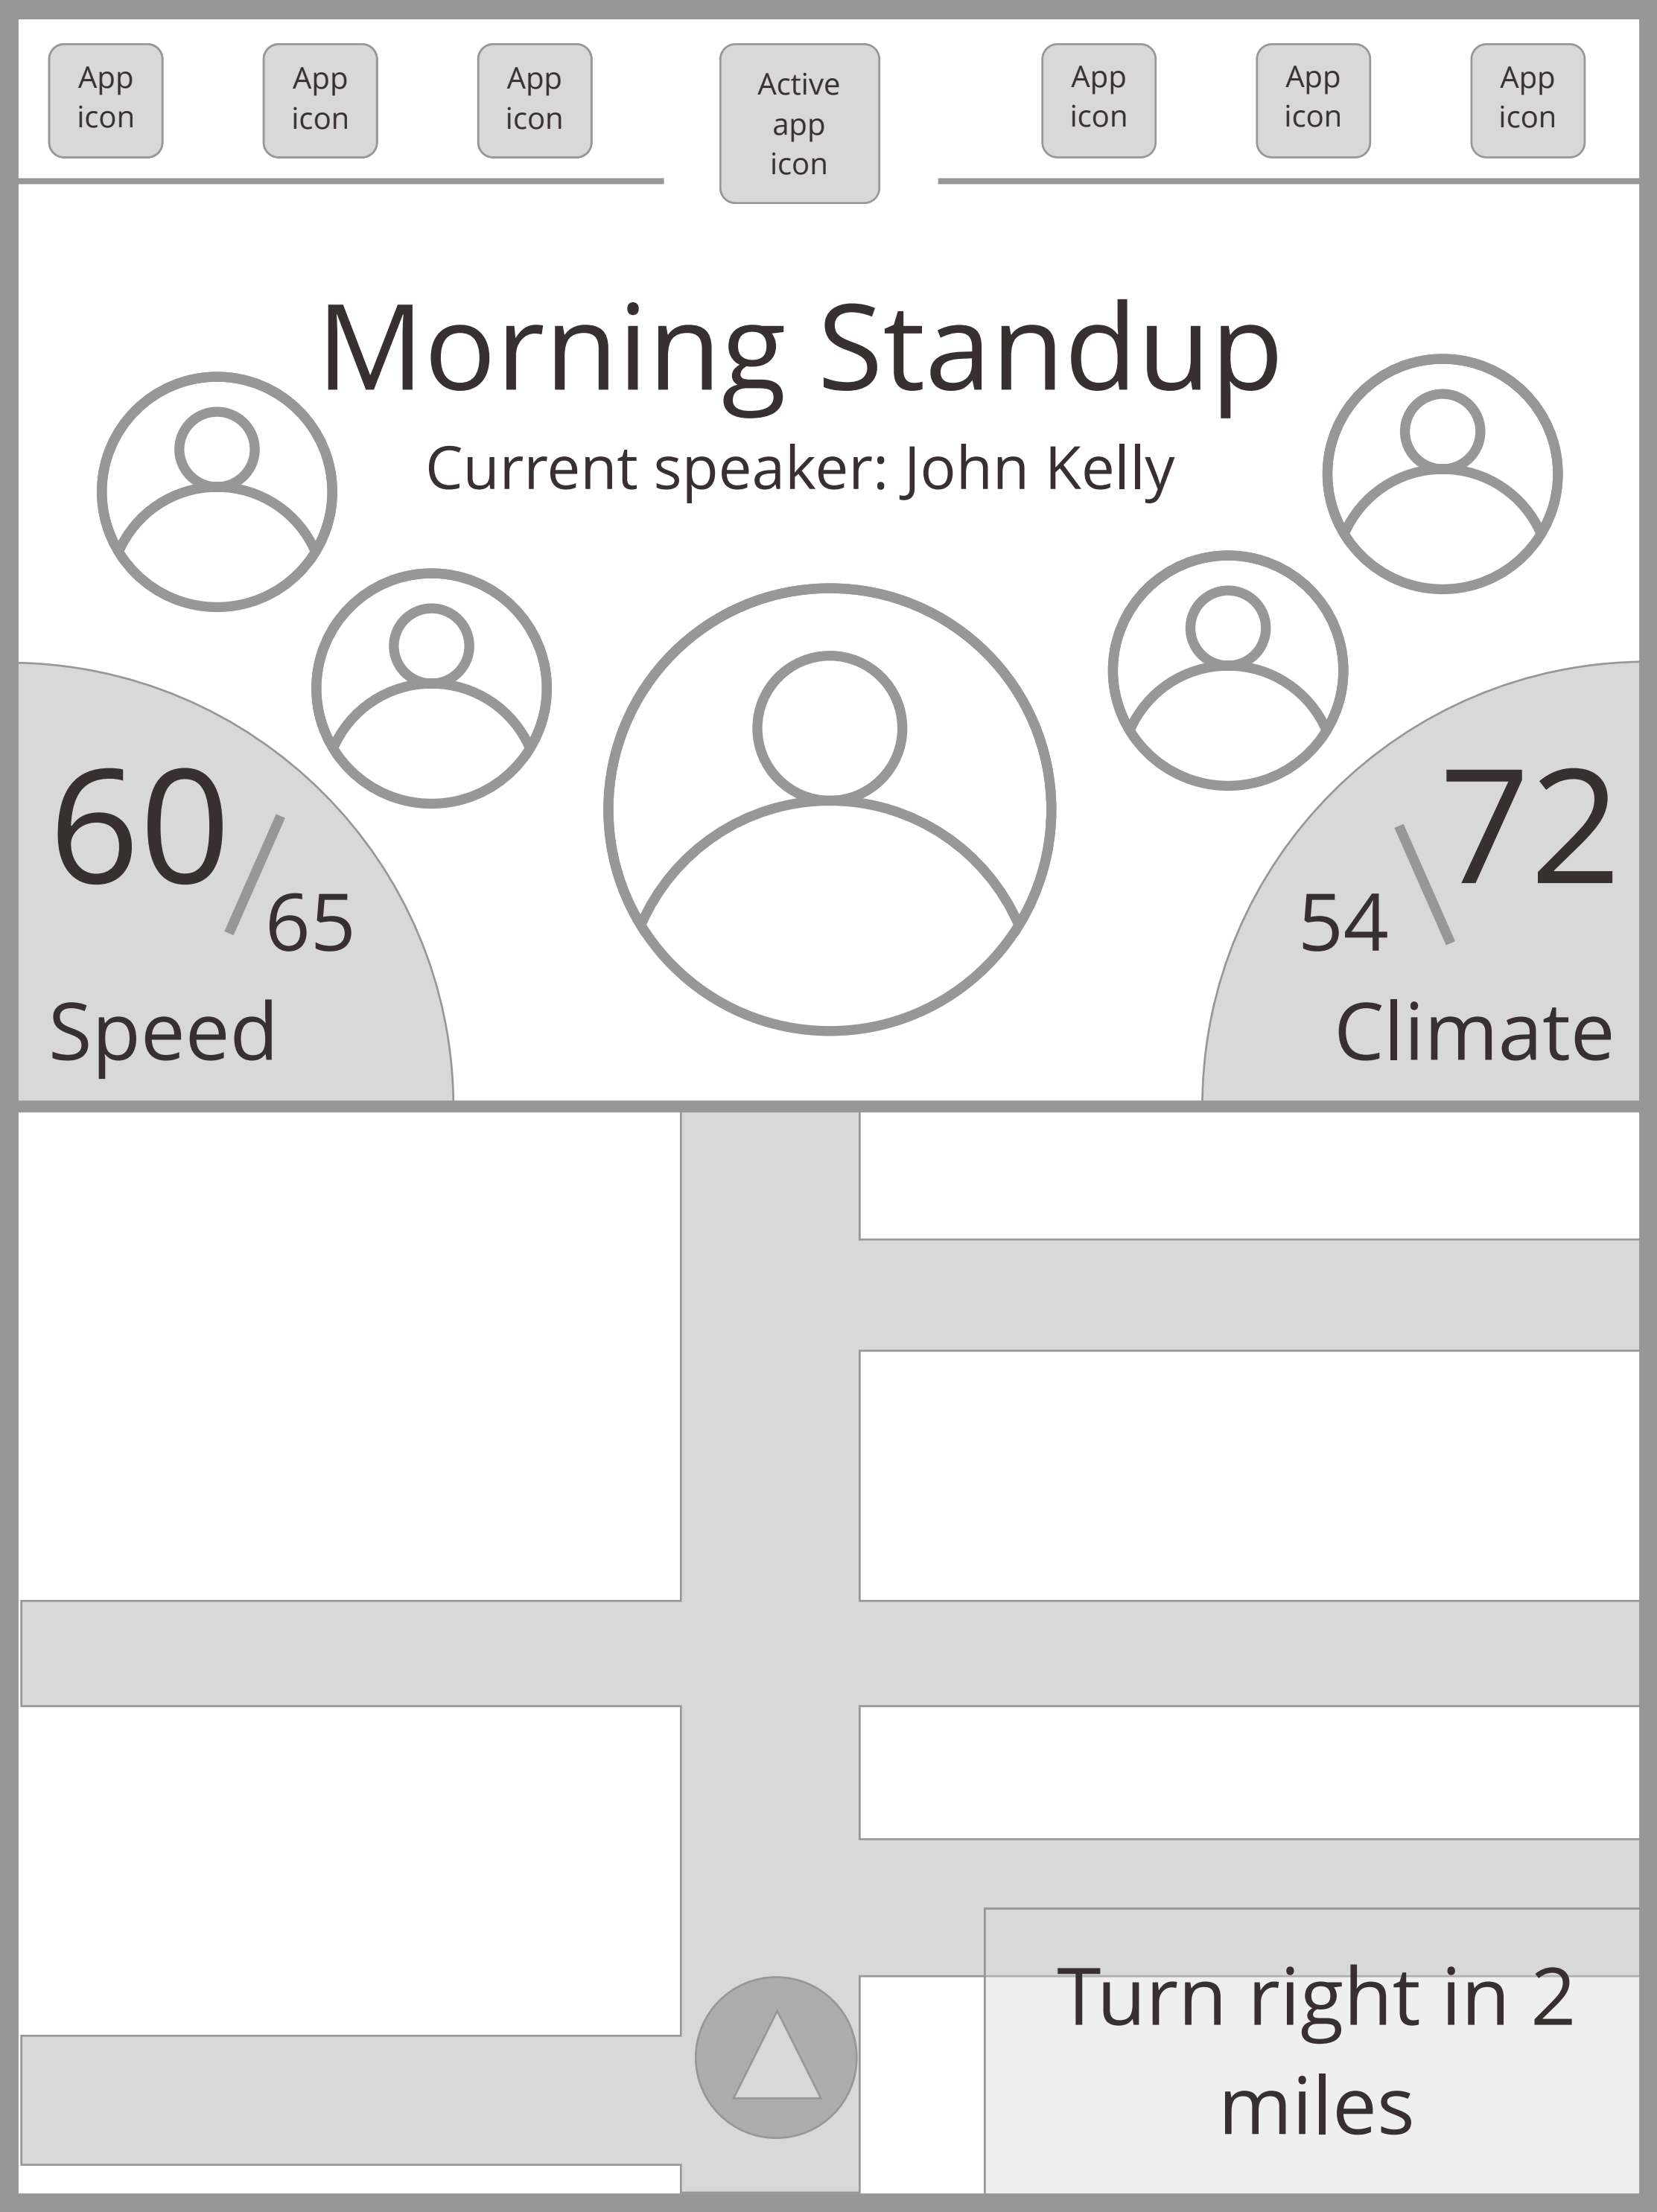 App
icon
App
icon
App
icon
Active
app
icon
App
icon
App
icon
App
icon
Morning Standup
Current speaker: John Kelly
60
65
Speed
72
54
Climate
Turn right in 2
miles